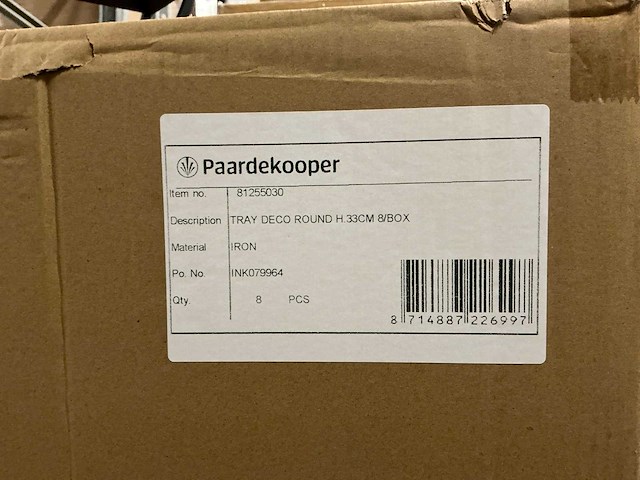 Paardekooper
Item no. 81255030
Description TRAY DECO ROUND H.33CM 8/BOX
Material IRON
Po. No. INK079964
Qty. 8 PCS
8 714887 226997